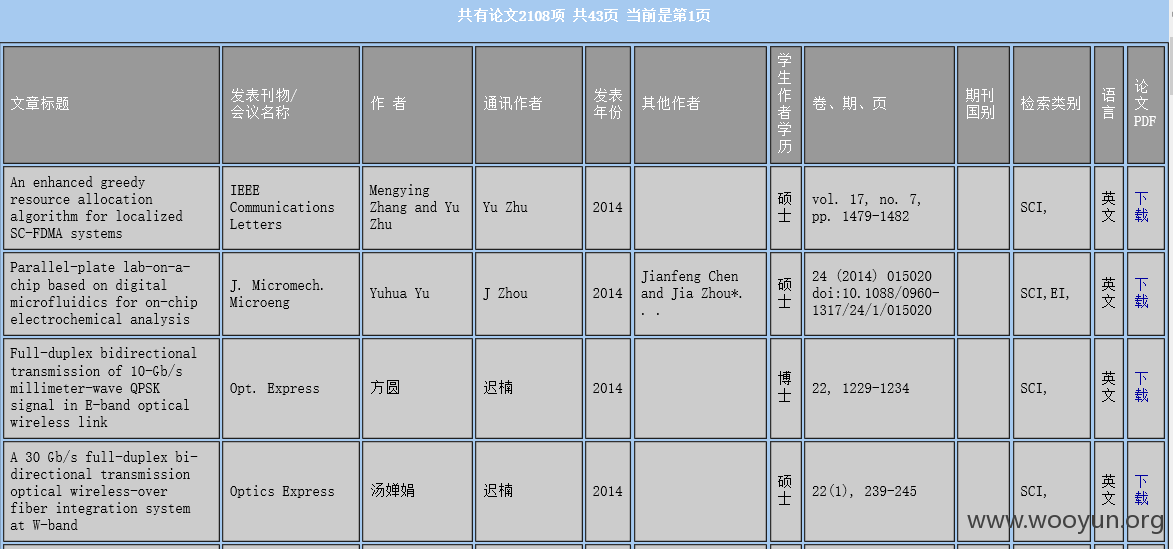 共有论文2108项 共43页 当前是第1页
文章标题
发表刊物/
会议名称
作 者
通讯作者
发表
年份
其他作者
学
生
作
者
学
历
卷、期、页
期刊
国别
检索类别
语
言
论
文
PDF
An enhanced greedy
resource allocation
algorithm for localized
SC-FDMA systems
IEEE
Communications
Letters
Mengying
Zhang and Yu
Zhu
Yu Zhu
2014
硕
士
vol. 17, no. 7,
pp. 1479-1482
SCI,
英
文
下
载
Parallel-plate lab-on-a-
chip based on digital
microfluidics for on-chip
electrochemical analysis
J. Micromech.
Microeng
Yuhua Yu
J Zhou
2014
Jianfeng Chen
and Jia Zhou*.
. .
硕
士
24 (2014) 015020
doi:10.1088/0960-
1317/24/1/015020
SCI,EI,
英
文
下
载
Full-duplex bidirectional
transmission of 10-Gb/s
millimeter-wave QPSK
signal in E-band optical
wireless link
Opt. Express
方圆
迟楠
2014
博
士
22, 1229-1234
SCI,
英
文
下
载
A 30 Gb/s full-duplex bi-
directional transmission
optical wireless-over
fiber integration system
at W-band
Optics Express
汤婵娟
迟楠
2014
硕
士
22(1), 239-245
SCI,
英
文
下
载
www.wooyun.org